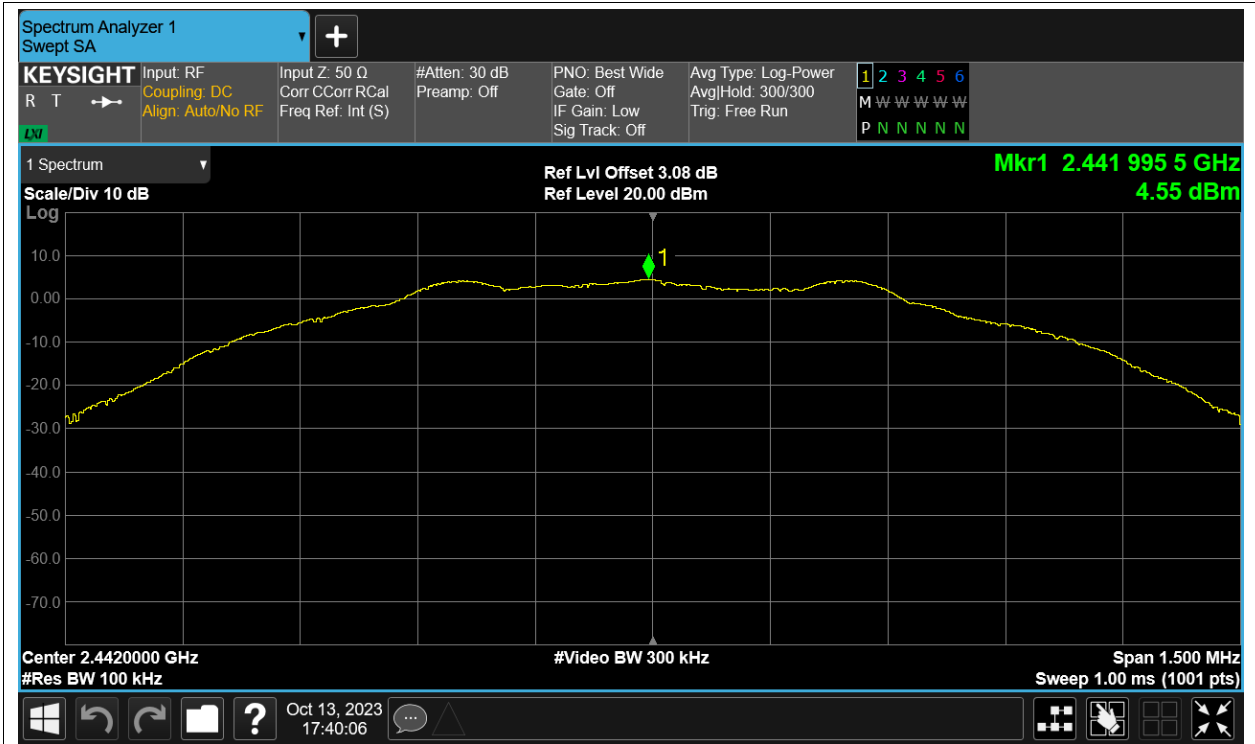 Spectrum Analyzer 1
Swept SA
KEYSIGHT
R T
LXI
Input: RF
Coupling: DC
Align: Auto/No RF
Input Z: 50 Ω
Corr CCorr RCal
Freq Ref: Int (S)
#Atten: 30 dB
Preamp: Off
PNO: Best Wide
Gate: Off
IF Gain: Low
Sig Track: Off
Avg Type: Log-Power
Avg|Hold: 300/300
Trig: Free Run
1 2 3 4 5 6
M W W W W W
P N N N N N
1 Spectrum
Scale/Div 10 dB
Log
Ref Lvl Offset 3.08 dB
Ref Level 20.00 dBm
Mkr1 2.441 995 5 GHz
4.55 dBm
1
10.0
0.00
-10.0
-20.0
-30.0
-40.0
-50.0
-60.0
-70.0
Center 2.4420000 GHz
#Video BW 300 kHz
Span 1.500 MHz
#Res BW 100 kHz
Sweep 1.00 ms (1001 pts)
?
Oct 13, 2023
17:40:06